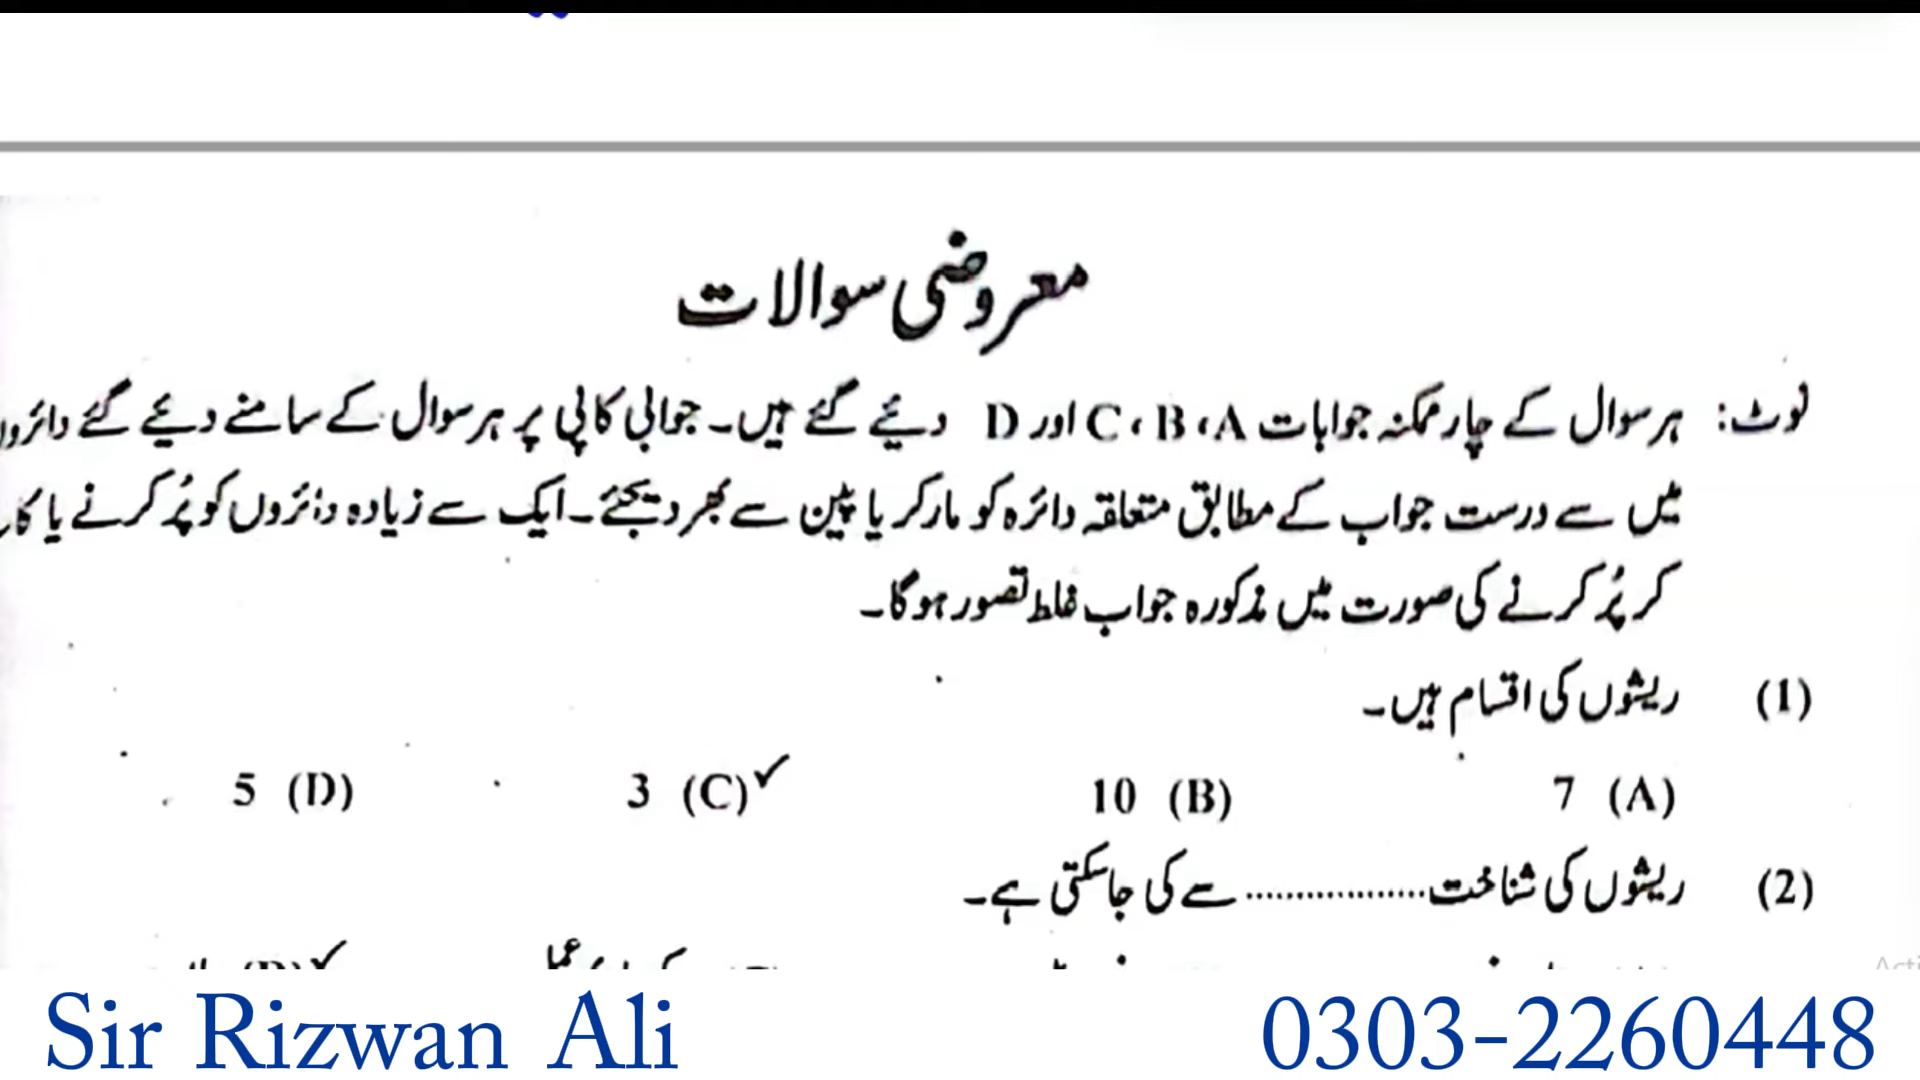 معروضی سوالات
نوٹ: ہر سوال کے چار ممکنہ جوابات C، B، A اور D دیئے گئے ہیں۔ جوابی کاپی پر ہر سوال کے سامنے دیئے گئے
میں سے درست جواب کے مطابق متعلقہ دائرہ کو مارکر یا پین سے بھر دیجئے۔ ایک سے زیادہ دائروں کو پُر کرنے یا
کر پُر کرنے کی صورت میں مذکورہ جواب غلط تصور ہوگا۔
(1) ریشوں کی اقسام ہیں۔
(A) 7 (B) 10 ✓(C) 3 (D) 5
(2) ریشوں کی شناخت.................. سے کی جاسکتی ہے۔
Sir Rizwan Ali 0303-2260448